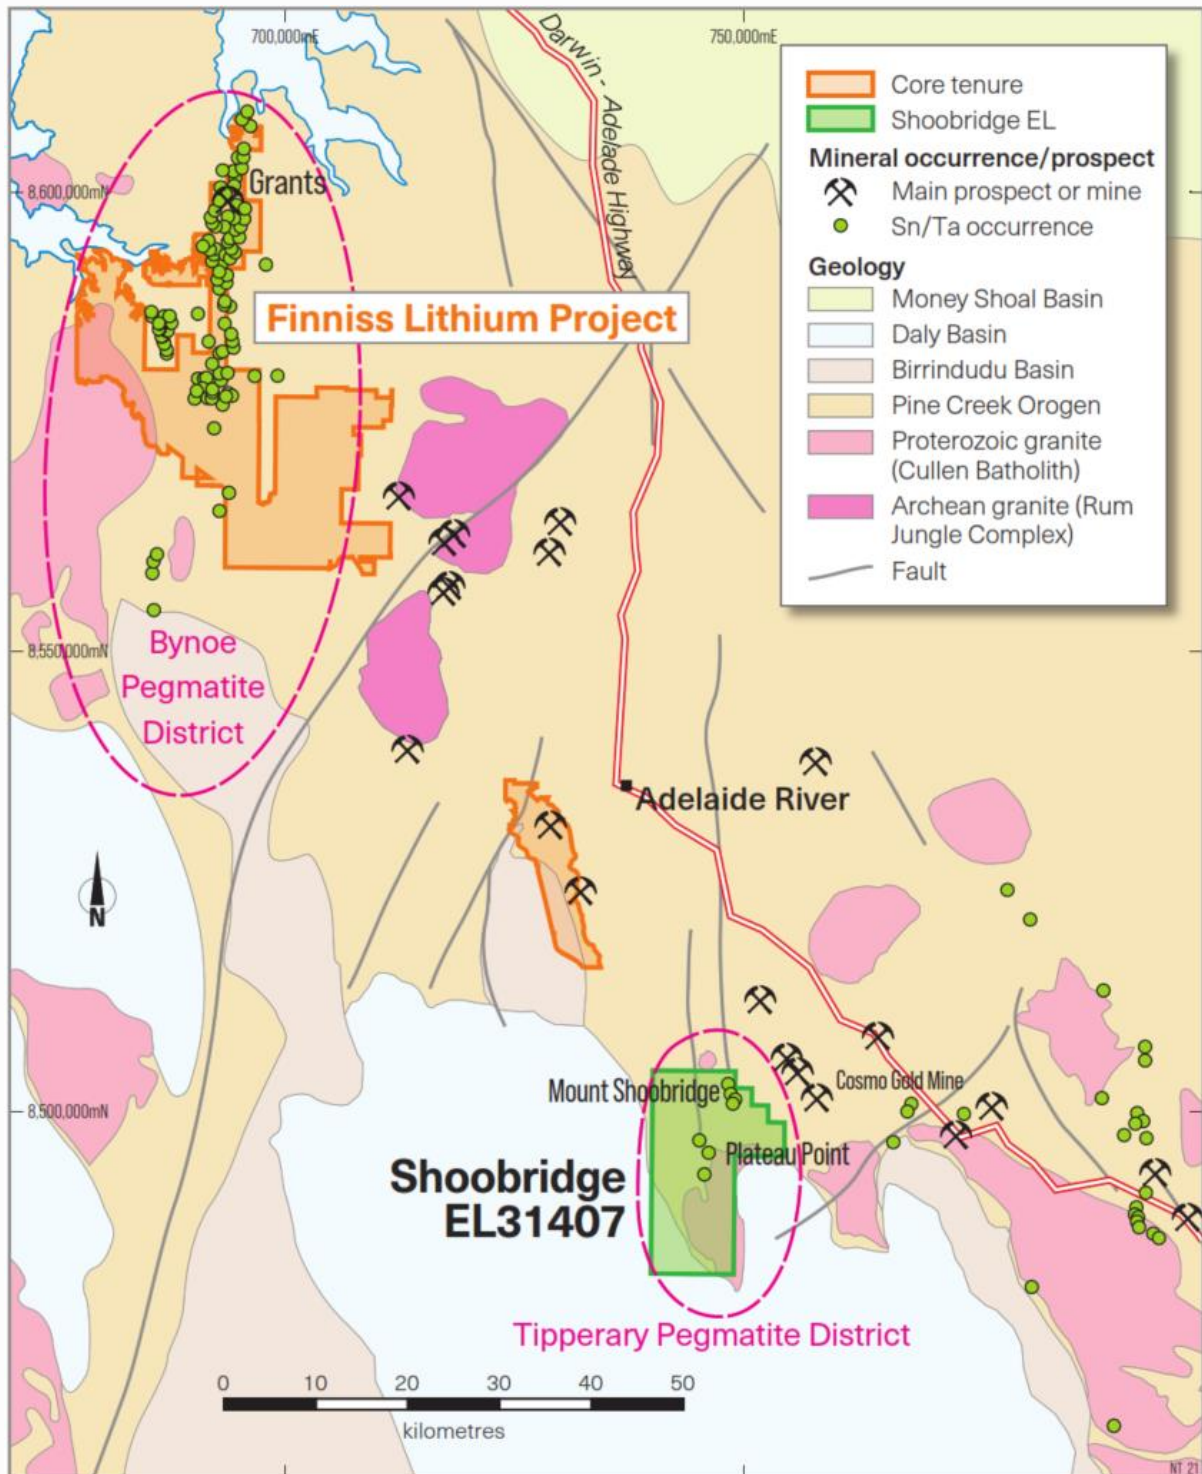 700,000mE
750,000mE
Darwin - Adelade Highway
Core tenure
Shoobridge EL
Mineral occurrence/prospect
Main prospect or mine
Sn/Ta occurrence
Geology
Money Shoal Basin
Daly Basin
Birrindudu Basin
Pine Creek Orogen
Proterozoic granite
(Cullen Batholith)
Archean granite (Rum
Jungle Complex)
Fault
Grants
8,600,000mN
Finniss Lithium Project
Bynoe
Pegmatite
District
8,550,000mN
Adelaide River
N
Mount Shoobridge
Cosmo Gold Mine
8,500,000mN
Plateau Point
Shoobridge
EL31407
Tipperary Pegmatite District
0 10 20 30 40 50
kilometres
NT_21